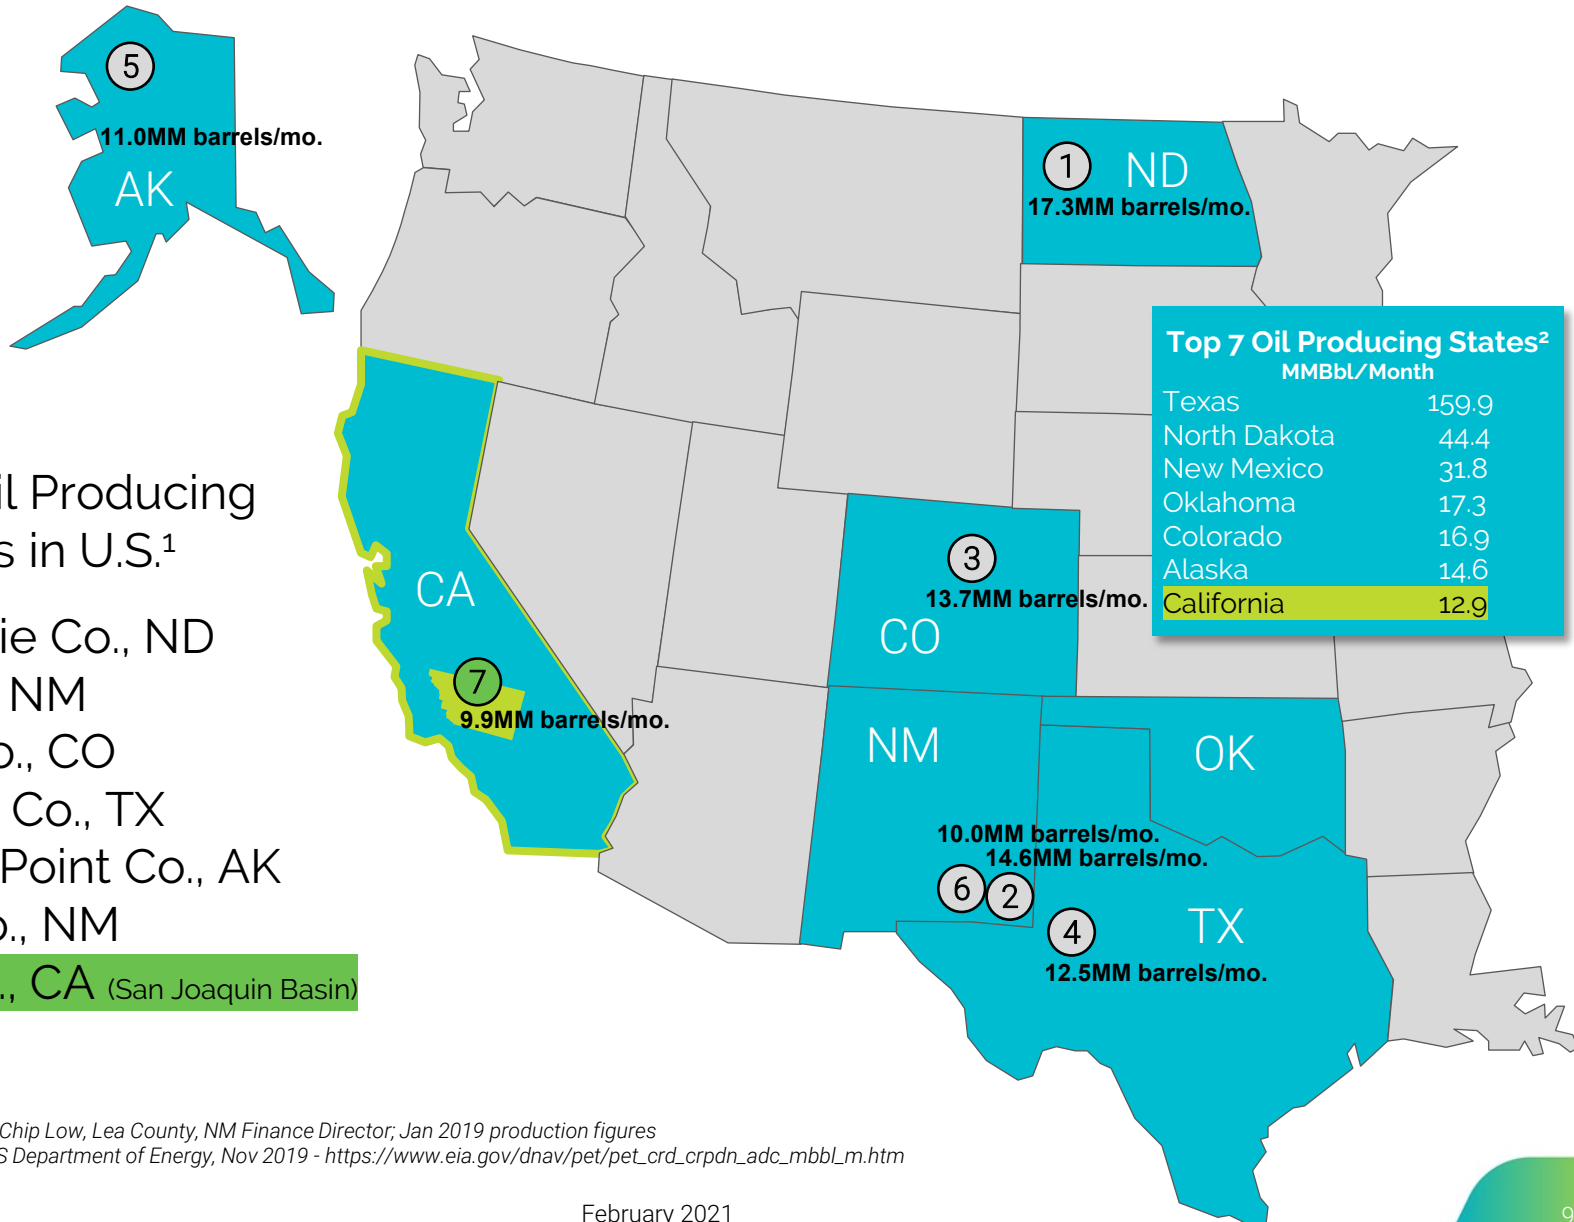 5
11.0MM barrels/mo.
AK
1
ND
17.3MM barrels/mo.
Top 7 Oil Producing States²
MMBbl/Month
Texas 159.9
North Dakota 44.4
New Mexico 31.8
Oklahoma 17.3
Colorado 16.9
Alaska 14.6
California 12.9
il Producing
s in U.S.¹
ie Co., ND
NM
o., CO
Co., TX
Point Co., AK
o., NM
., CA (San Joaquin Basin)
CA
7
9.9MM barrels/mo.
3
13.7MM barrels/mo.
CO
NM
OK
10.0MM barrels/mo.
14.6MM barrels/mo.
6
2
4
TX
12.5MM barrels/mo.
Chip Low, Lea County, NM Finance Director; Jan 2019 production figures
S Department of Energy, Nov 2019 - https://www.eia.gov/dnav/pet/pet_crd_crpdn_adc_mbbl_m.htm
February 2021
9